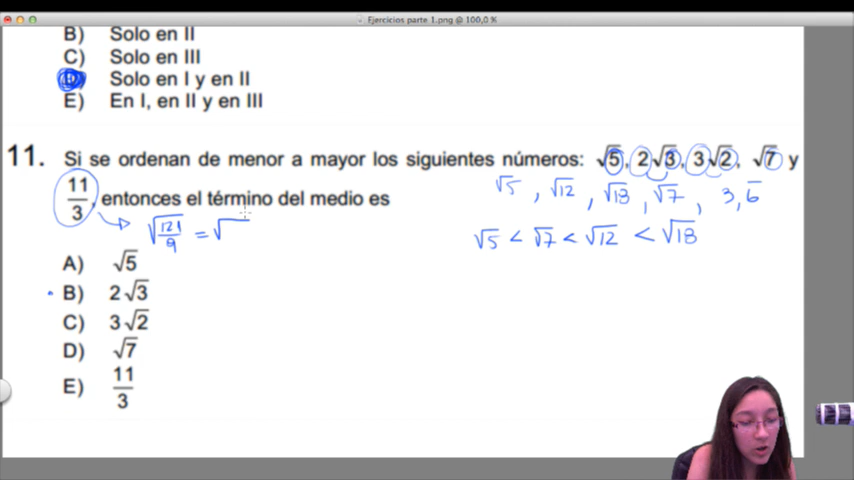 Ejercicios parte 1.png @ 100,0 %
B) Solo en II
C) Solo en III
D) Solo en I y en II
E) En I, en II y en III
11. Si se ordenan de menor a mayor los siguientes números: √5, 2√3, 3√2, √7 y
11/3, entonces el término del medio es
√5, √12, √18, √7, 3,6̅
√(121/9) = √
√5 < √7 < √12 < √18
A) √5
B) 2√3
C) 3√2
D) √7
E) 11/3